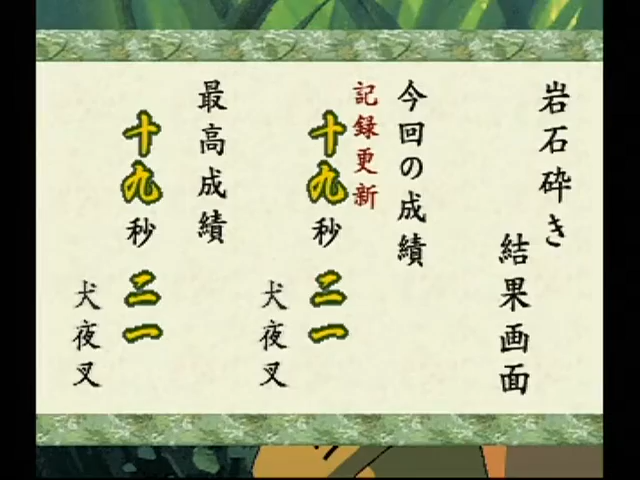 岩石砕き
結果画面
今回の成績
記録更新
十九秒二一
犬夜叉
最高成績
十九秒二一
犬夜叉